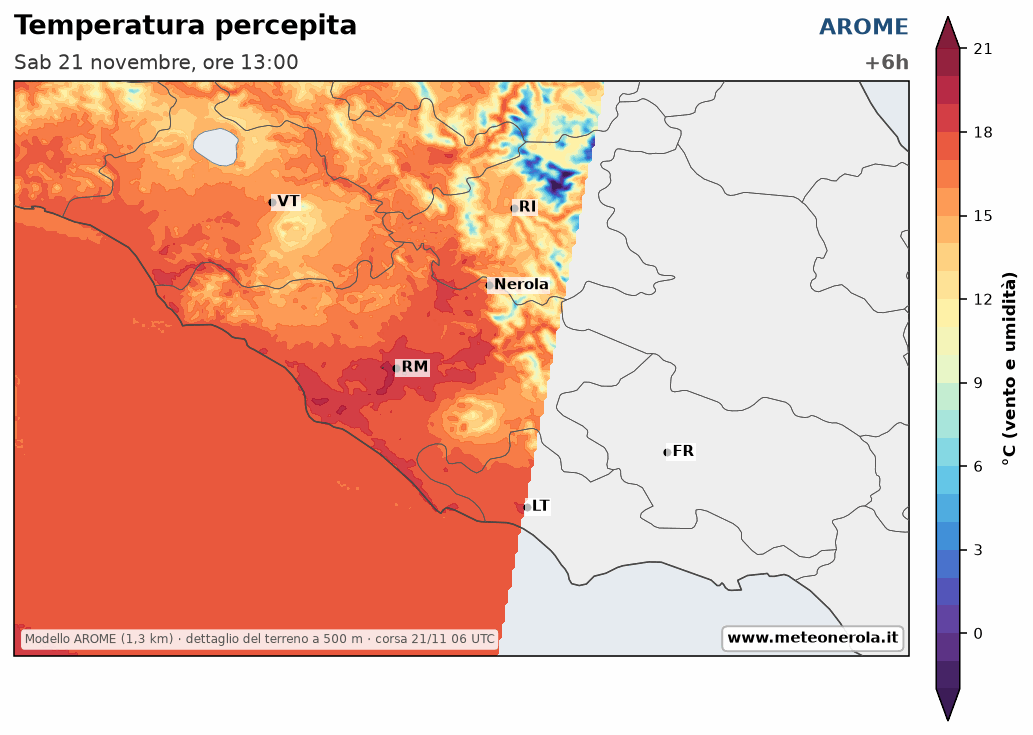 Temperatura percepita
AROME
Sab 21 novembre, ore 13:00
+6h
VT
RI
Nerola
RM
FR
LT
Modello AROME (1,3 km) · dettaglio del terreno a 500 m · corsa 21/11 06 UTC
www.meteonerola.it
21
18
15
12
9
6
3
0
°C (vento e umidità)